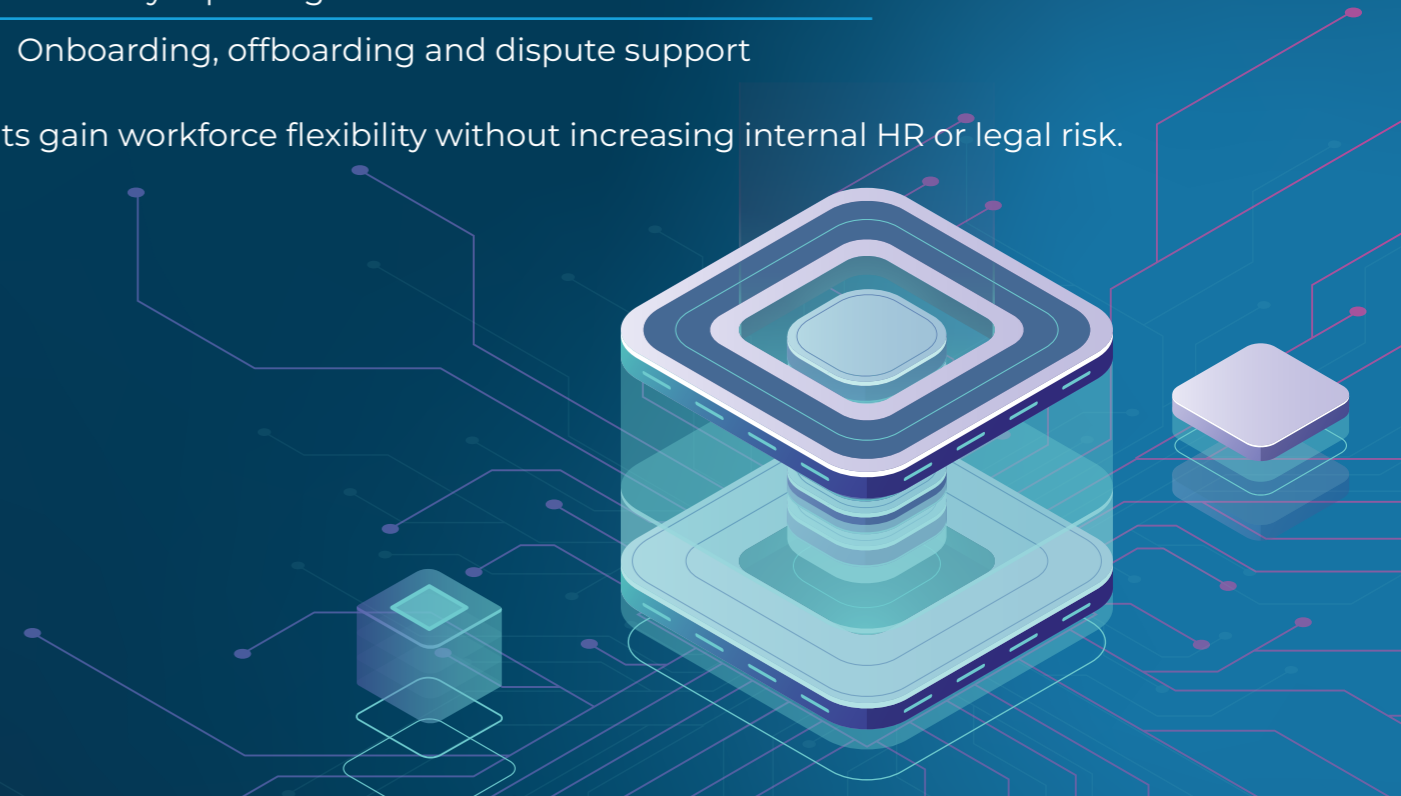 Onboarding, offboarding and dispute support
ts gain workforce flexibility without increasing internal HR or legal risk.